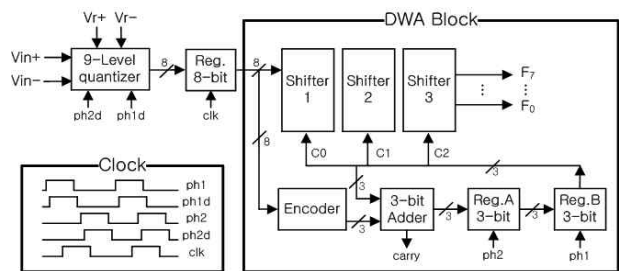 Vr+ Vr−
Vin+
Vin−
9-Level
quantizer
ph2d ph1d
8
Reg.
8-bit
clk
8
DWA Block
Shifter
1
Shifter
2
Shifter
3
F7
⋮ ⋮
F0
8
C0 C1 C2
3
3
Encoder
3
3-bit
Adder
carry
3
Reg.A
3-bit
ph2
3
Reg.B
3-bit
ph1
Clock
ph1
ph1d
ph2
ph2d
clk